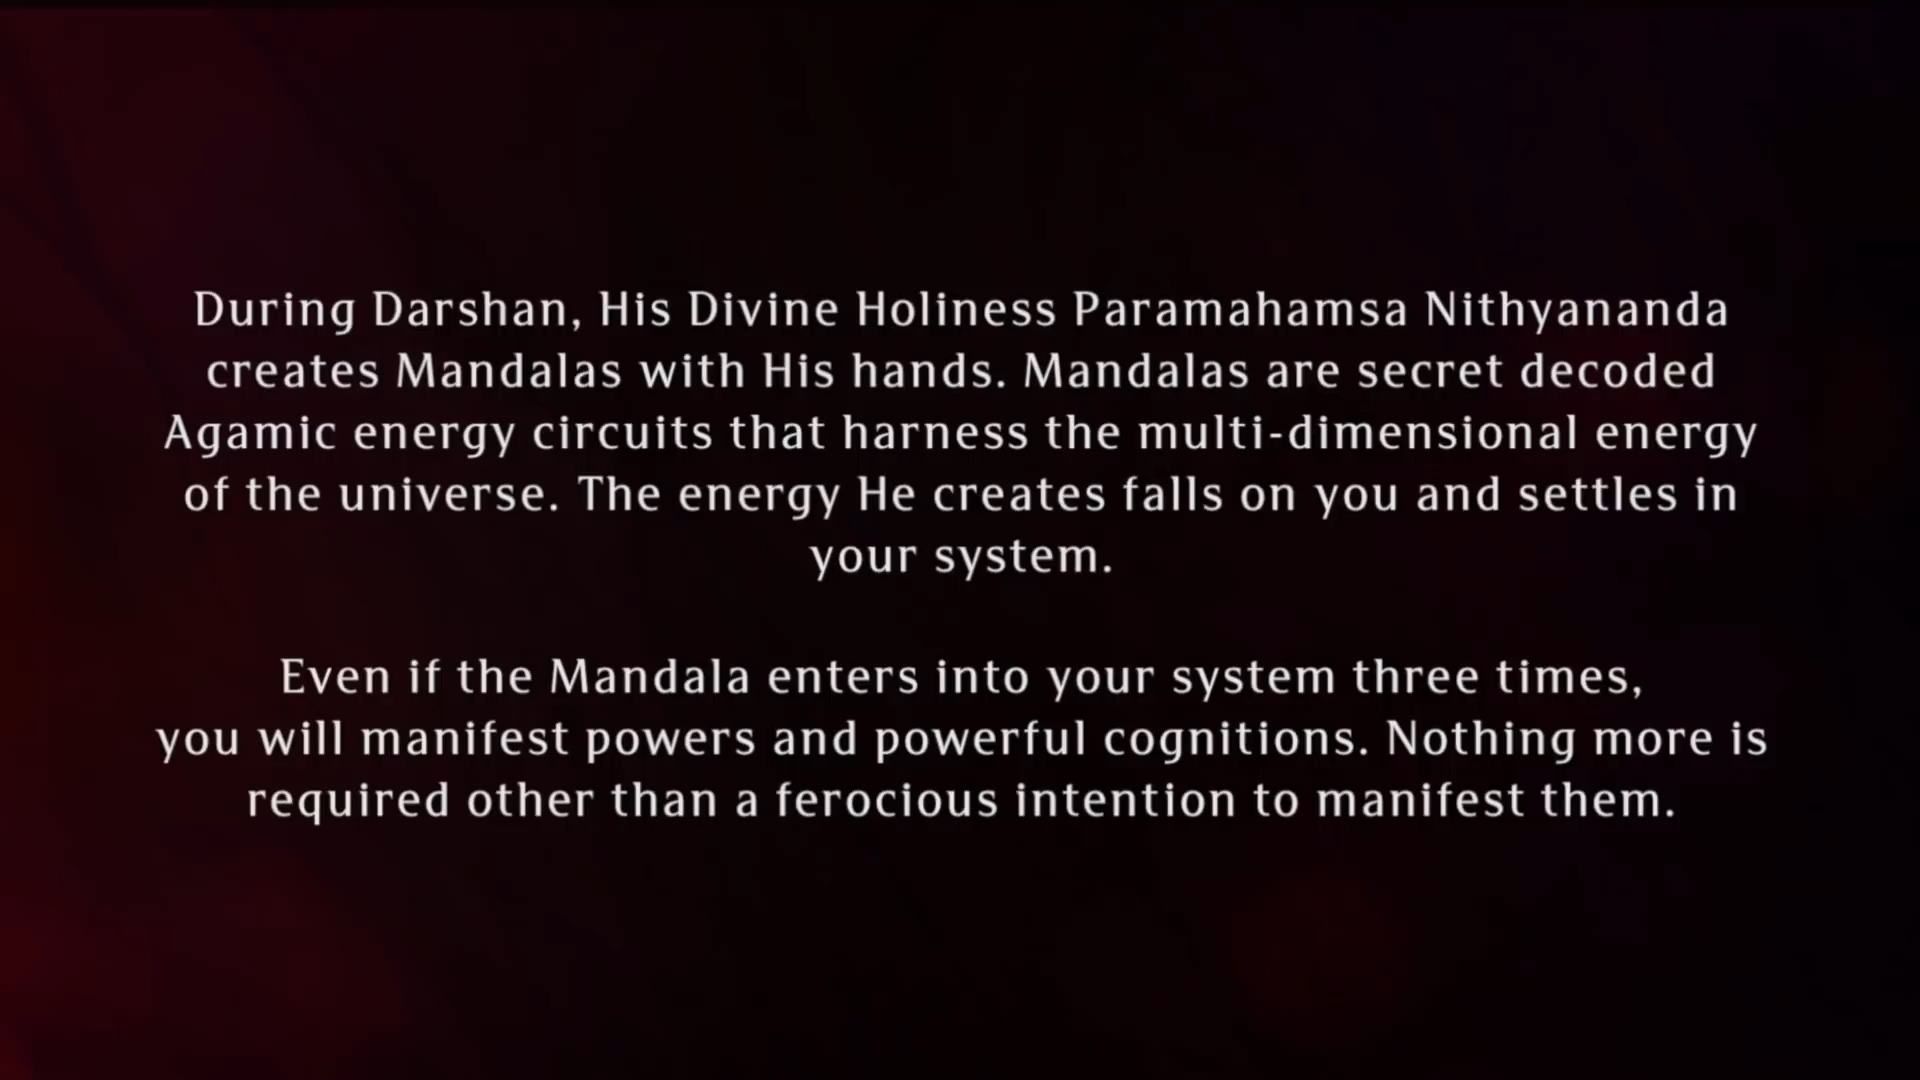 During Darshan, His Divine Holiness Paramahamsa Nithyananda
creates Mandalas with His hands. Mandalas are secret decoded
Agamic energy circuits that harness the multi-dimensional energy
of the universe. The energy He creates falls on you and settles in
your system.
Even if the Mandala enters into your system three times,
you will manifest powers and powerful cognitions. Nothing more is
required other than a ferocious intention to manifest them.